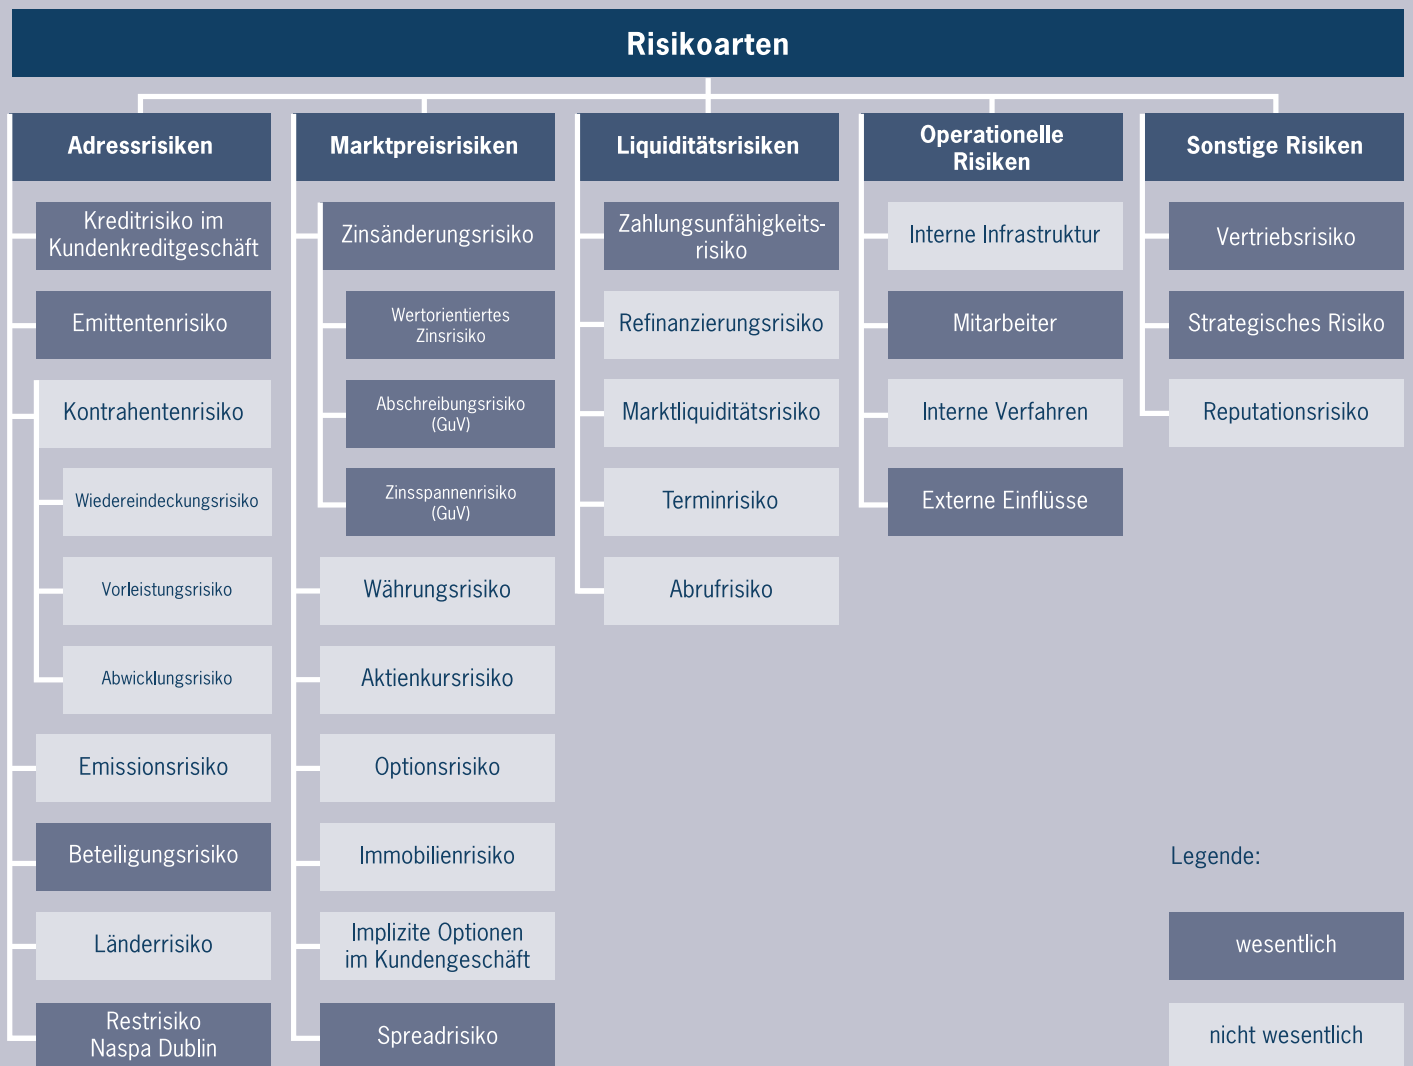 Risikoarten
Adressrisiken
Kreditrisiko im
Kundenkreditgeschäft
Emittentenrisiko
Kontrahentenrisiko
Wiedereindeckungsrisiko
Vorleistungsrisiko
Abwicklungsrisiko
Emissionsrisiko
Beteiligungsrisiko
Länderrisiko
Restrisiko
Naspa Dublin
Marktpreisrisiken
Zinsänderungsrisiko
Wertorientiertes
Zinsrisiko
Abschreibungsrisiko
(GuV)
Zinsspannenrisiko
(GuV)
Währungsrisiko
Aktienkursrisiko
Optionsrisiko
Immobilienrisiko
Implizite Optionen
im Kundengeschäft
Spreadrisiko
Liquiditätsrisiken
Zahlungsunfähigkeits-
risiko
Refinanzierungsrisiko
Marktliquiditätsrisiko
Terminrisiko
Abrufrisiko
Operationelle
Risiken
Interne Infrastruktur
Mitarbeiter
Interne Verfahren
Externe Einflüsse
Sonstige Risiken
Vertriebsrisiko
Strategisches Risiko
Reputationsrisiko
Legende:
wesentlich
nicht wesentlich